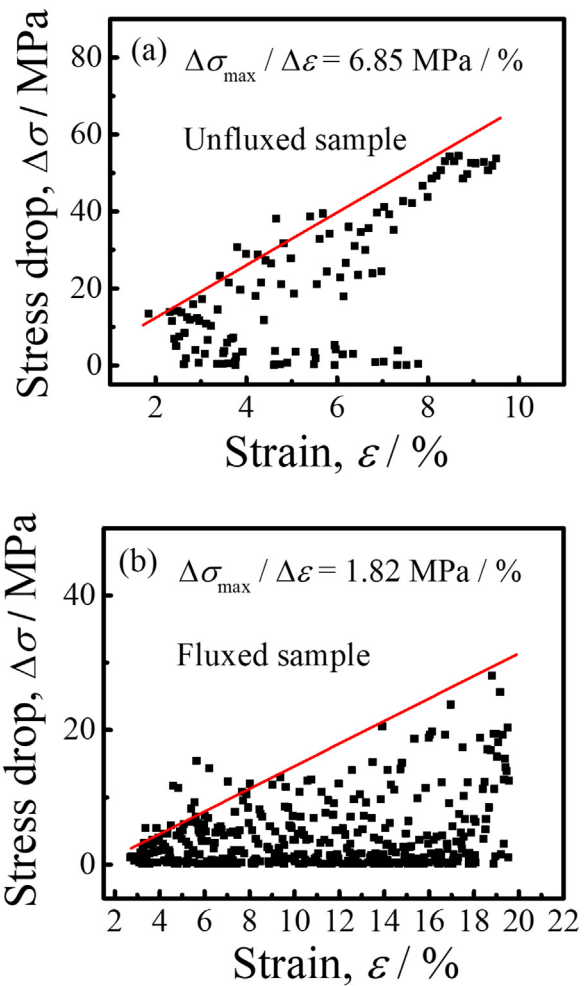 (a) Δσmax / Δε = 6.85 MPa / %
Unfluxed sample
Stress drop, Δσ / MPa
80
60
40
20
0
2 4 6 8 10
Strain, ε / %
(b) Δσmax / Δε = 1.82 MPa / %
Fluxed sample
Stress drop, Δσ / MPa
40
20
0
2 4 6 8 10 12 14 16 18 20 22
Strain, ε / %